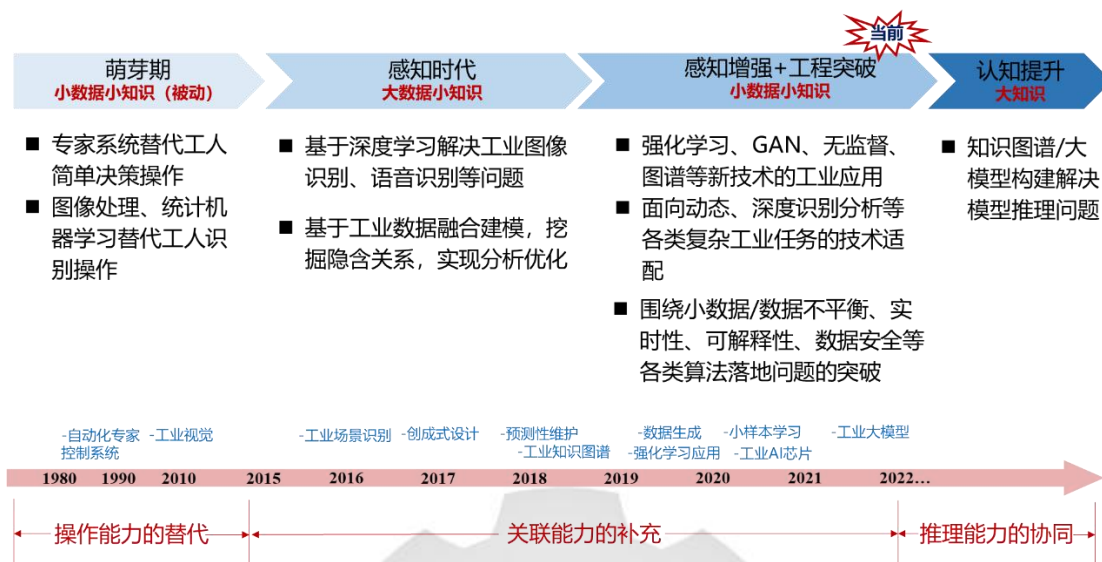 当前
萌芽期
小数据小知识（被动）
感知时代
大数据小知识
感知增强+工程突破
小数据小知识
认知提升
大知识
■ 专家系统替代工人
简单决策操作
■ 图像处理、统计机
器学习替代工人识
别操作
■ 基于深度学习解决工业图像
识别、语音识别等问题
■ 基于工业数据融合建模，挖
掘隐含关系，实现分析优化
■ 强化学习、GAN、无监督、
图谱等新技术的工业应用
■ 面向动态、深度识别分析等
各类复杂工业任务的技术适
配
■ 围绕小数据/数据不平衡、实
时性、可解释性、数据安全等
各类算法落地问题的突破
■ 知识图谱/大
模型构建解决
模型推理问题
-自动化专家
控制系统
-工业视觉
-工业场景识别
-创成式设计
-预测性维护
-工业知识图谱
-数据生成
-强化学习应用
-小样本学习
-工业AI芯片
-工业大模型
1980 1990 2010 2015 2016 2017 2018 2019 2020 2021 2022...
操作能力的替代
关联能力的补充
推理能力的协同